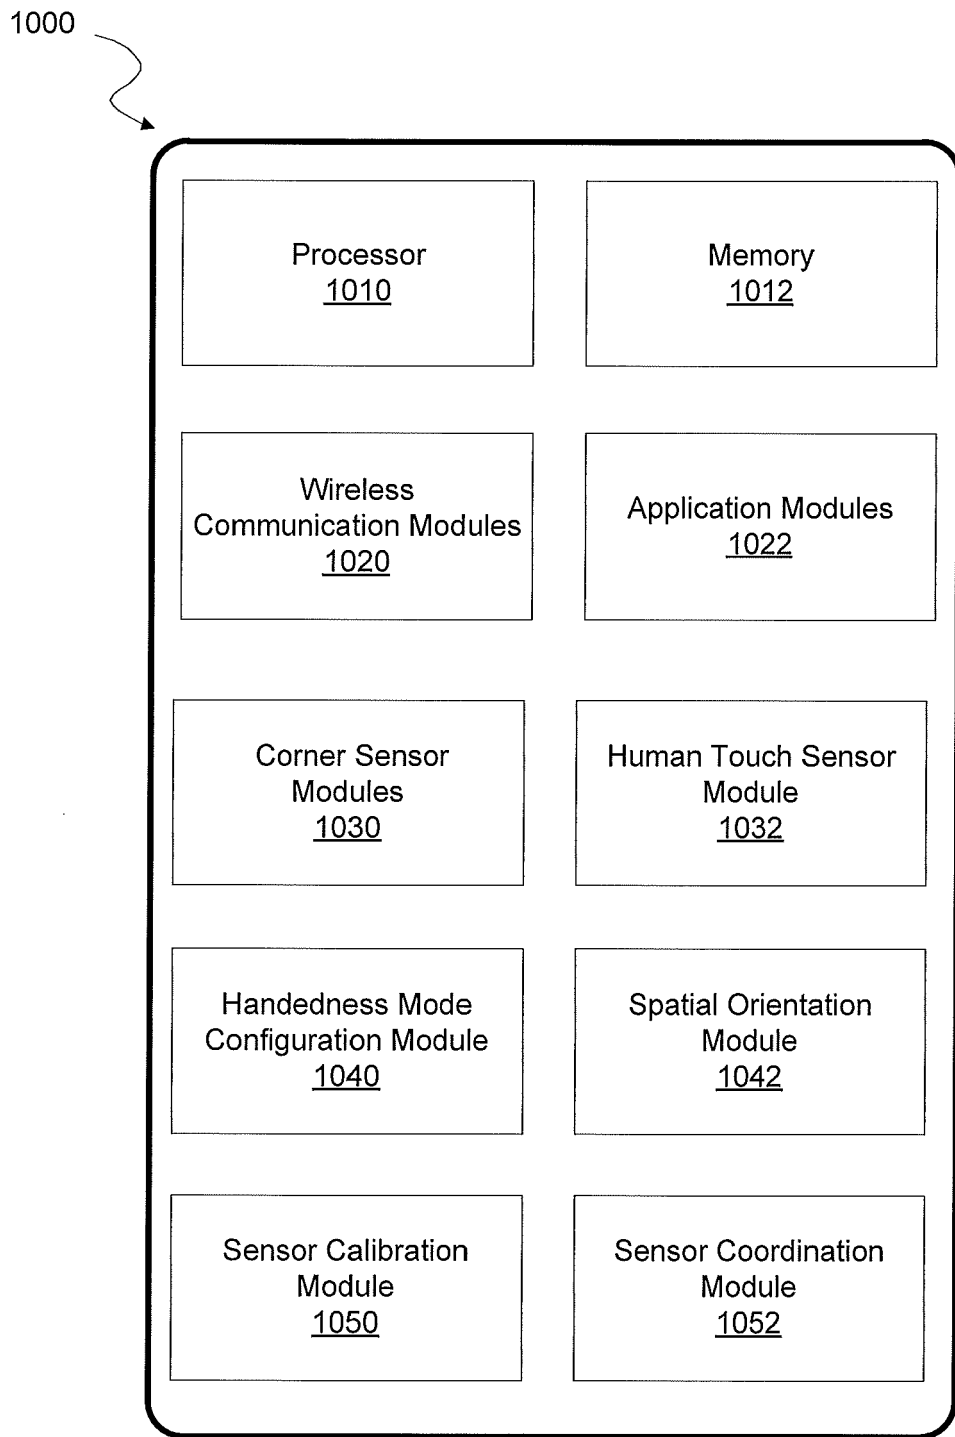 1000
Processor
1010
Memory
1012
Wireless
Communication Modules
1020
Application Modules
1022
Corner Sensor
Modules
1030
Human Touch Sensor
Module
1032
Handedness Mode
Configuration Module
1040
Spatial Orientation
Module
1042
Sensor Calibration
Module
1050
Sensor Coordination
Module
1052